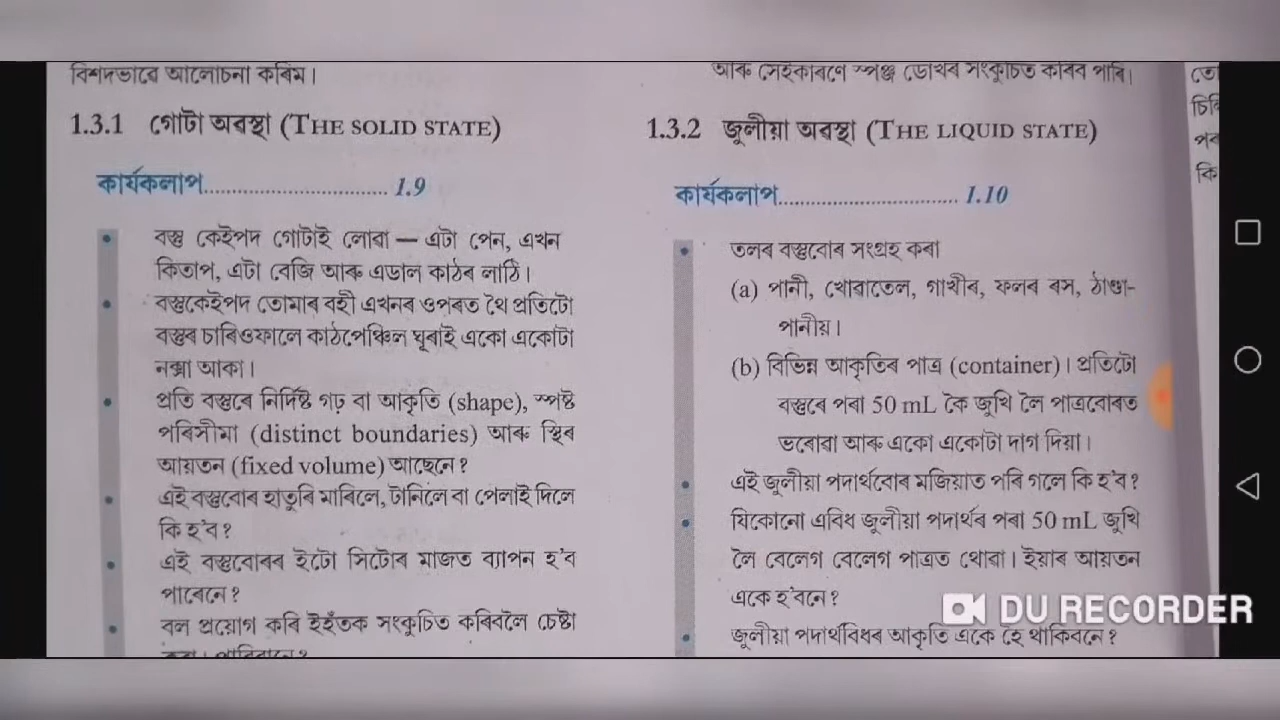 বিশদভাৱে আলোচনা কৰিম।
1.3.1 গোটা অৱস্থা (THE SOLID STATE)
কাৰ্যকলাপ................................ 1.9
• বস্তু কেইপদ গোটাই লোৱা — এটা পেন, এখন
কিতাপ, এটা বেজি আৰু এডাল কাঠৰ লাঠি।
• বস্তুকেইপদ তোমাৰ বহী এখনৰ ওপৰত থৈ প্ৰতিটো
বস্তুৰ চাৰিওফালে কাঠপেঞ্চিল ঘূৰাই একো একোটা
নক্সা আকা।
• প্ৰতি বস্তুৰে নিৰ্দিষ্ট গঢ় বা আকৃতি (shape), স্পষ্ট
পৰিসীমা (distinct boundaries) আৰু স্থিৰ
আয়তন (fixed volume) আছেনে?
• এই বস্তুবোৰ হাতুৰি মাৰিলে, টানিলে বা পেলাই দিলে
কি হ'ব?
• এই বস্তুবোৰৰ ইটো সিটোৰ মাজত ব্যাপন হ'ব
পাৰেনে?
• বল প্ৰয়োগ কৰি ইহঁতক সংকুচিত কৰিবলৈ চেষ্টা
আৰু সেইকাৰণে স্পঞ্জ ডোখৰ সংকুচিত কৰিব পাৰি।
1.3.2 জুলীয়া অৱস্থা (THE LIQUID STATE)
কাৰ্যকলাপ................................ 1.10
• তলৰ বস্তুবোৰ সংগ্ৰহ কৰা
(a) পানী, খোৱাতেল, গাখীৰ, ফলৰ ৰস, ঠাণ্ডা-
পানীয়।
(b) বিভিন্ন আকৃতিৰ পাত্ৰ (container)। প্ৰতিটো
বস্তুৰে পৰা 50 mL কৈ জুখি লৈ পাত্ৰবোৰত
ভৰোৱা আৰু একো একোটা দাগ দিয়া।
• এই জুলীয়া পদাৰ্থবোৰ মজিয়াত পৰি গলে কি হ'ব?
• যিকোনো এবিধ জুলীয়া পদাৰ্থৰ পৰা 50 mL জুখি
লৈ বেলেগ বেলেগ পাত্ৰত থোৱা। ইয়াৰ আয়তন
একে হ'বনে?
• জুলীয়া পদাৰ্থবিধৰ আকৃতি একে হৈ থাকিবনে?
DU RECORDER